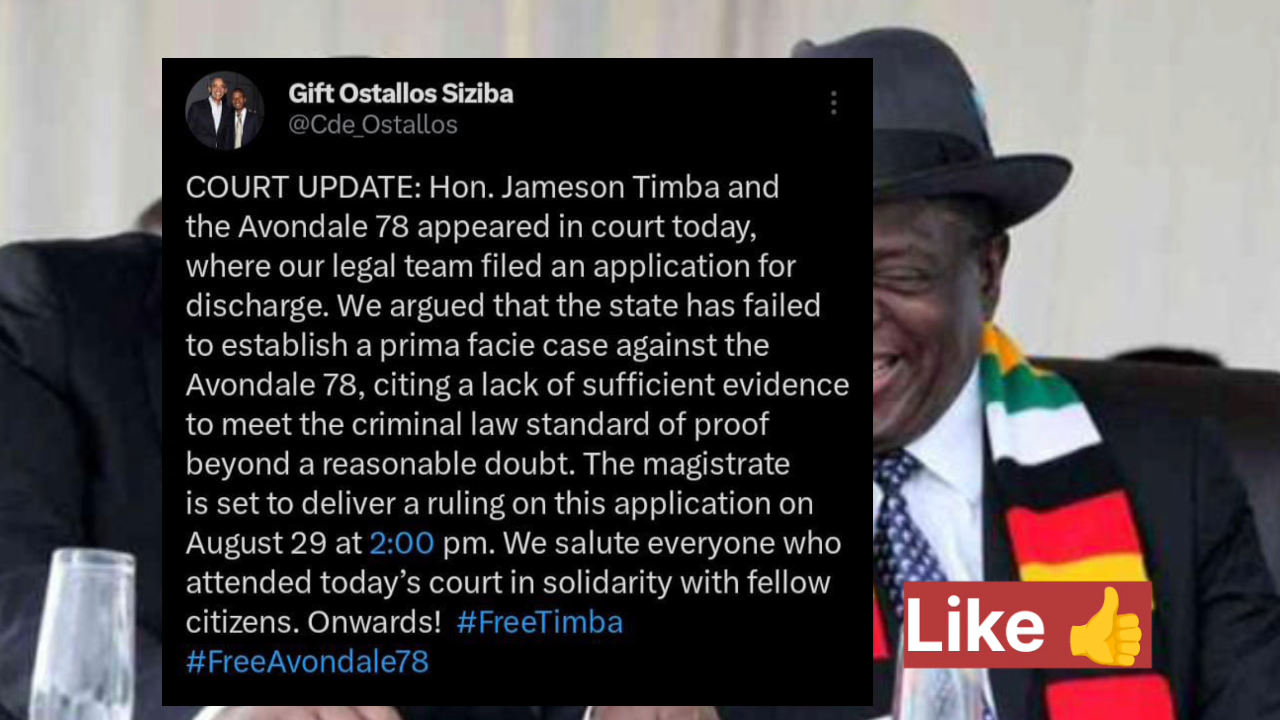 Gift Ostallos Siziba
@Cde_Ostallos
COURT UPDATE: Hon. Jameson Timba and
the Avondale 78 appeared in court today,
where our legal team filed an application for
discharge. We argued that the state has failed
to establish a prima facie case against the
Avondale 78, citing a lack of sufficient evidence
to meet the criminal law standard of proof
beyond a reasonable doubt. The magistrate
is set to deliver a ruling on this application on
August 29 at 2:00 pm. We salute everyone who
attended today’s court in solidarity with fellow
citizens. Onwards! #FreeTimba
#FreeAvondale78
Like 👍